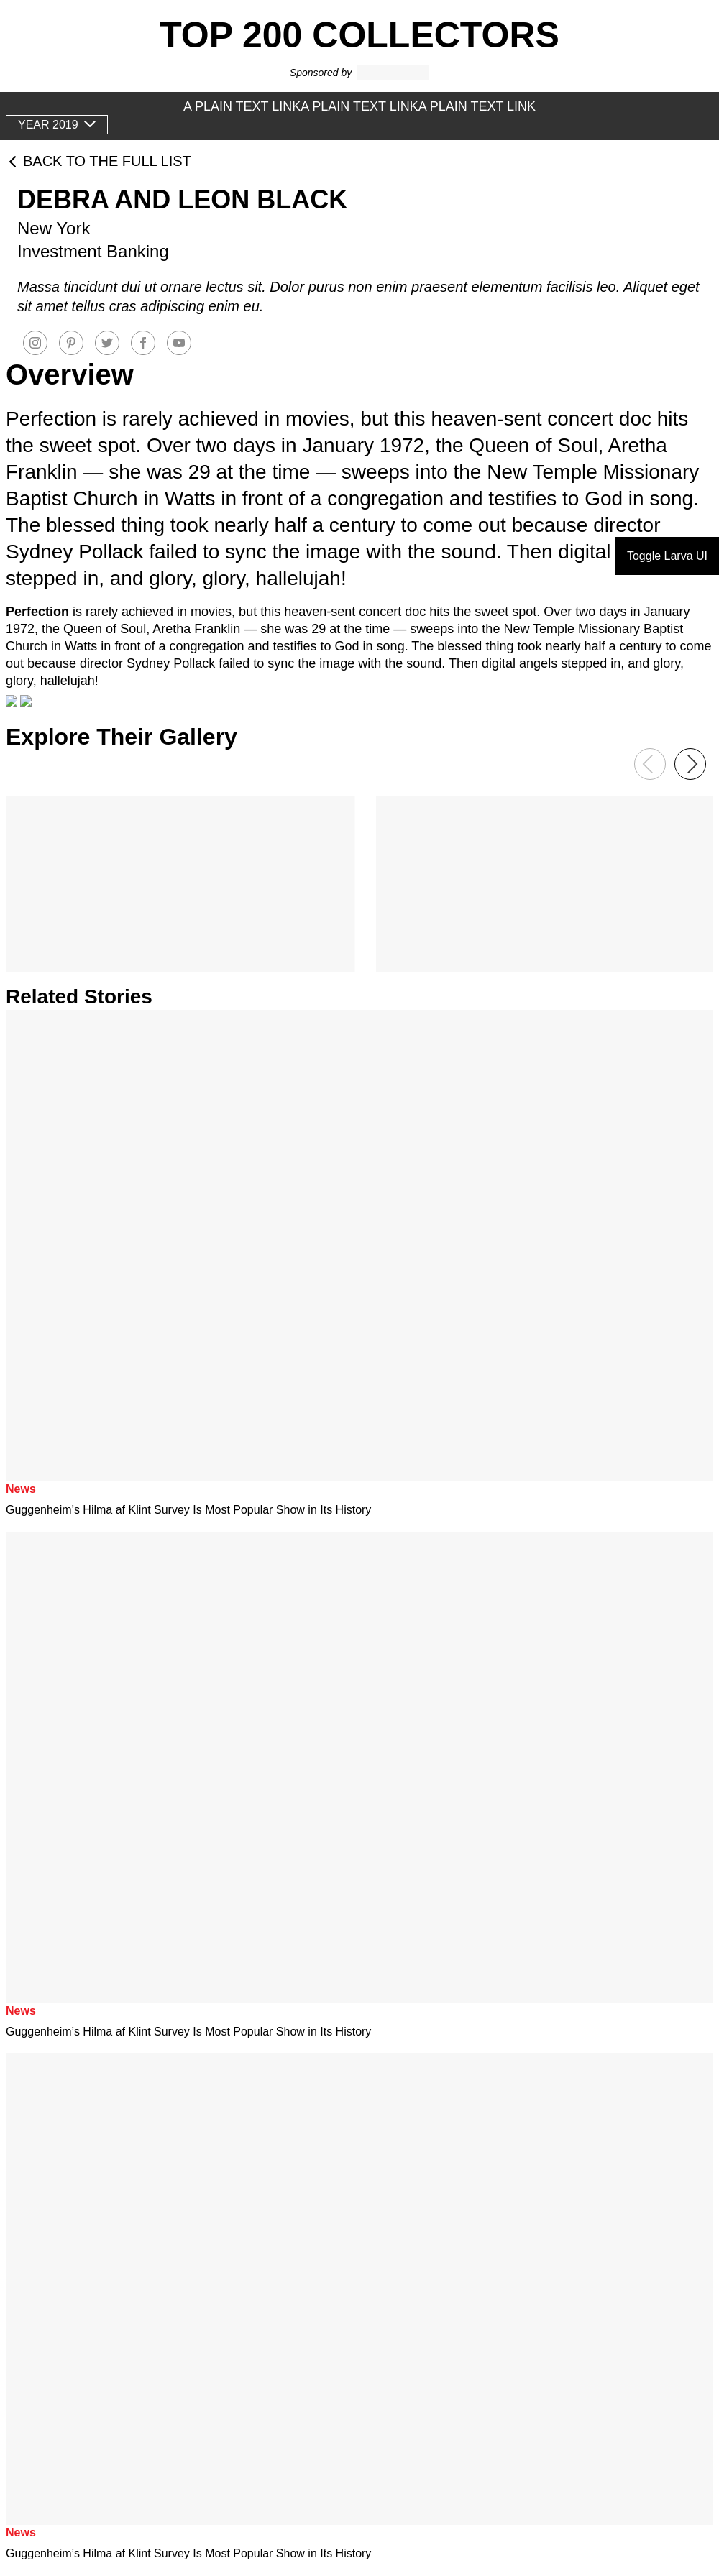 TOP 200 COLLECTORS
Sponsored by
A PLAIN TEXT LINKA PLAIN TEXT LINKA PLAIN TEXT LINK
YEAR 2019
BACK TO THE FULL LIST
DEBRA AND LEON BLACK
New York
Investment Banking
Massa tincidunt dui ut ornare lectus sit. Dolor purus non enim praesent elementum facilisis leo. Aliquet eget
sit amet tellus cras adipiscing enim eu.
Overview
Perfection is rarely achieved in movies, but this heaven-sent concert doc hits
the sweet spot. Over two days in January 1972, the Queen of Soul, Aretha
Franklin — she was 29 at the time — sweeps into the New Temple Missionary
Baptist Church in Watts in front of a congregation and testifies to God in song.
The blessed thing took nearly half a century to come out because director
Sydney Pollack failed to sync the image with the sound. Then digital
Toggle Larva UI
stepped in, and glory, glory, hallelujah!
Perfection is rarely achieved in movies, but this heaven-sent concert doc hits the sweet spot. Over two days in January
1972, the Queen of Soul, Aretha Franklin — she was 29 at the time — sweeps into the New Temple Missionary Baptist
Church in Watts in front of a congregation and testifies to God in song. The blessed thing took nearly half a century to come
out because director Sydney Pollack failed to sync the image with the sound. Then digital angels stepped in, and glory,
glory, hallelujah!
Explore Their Gallery
Related Stories
News
Guggenheim’s Hilma af Klint Survey Is Most Popular Show in Its History
News
Guggenheim’s Hilma af Klint Survey Is Most Popular Show in Its History
News
Guggenheim’s Hilma af Klint Survey Is Most Popular Show in Its History